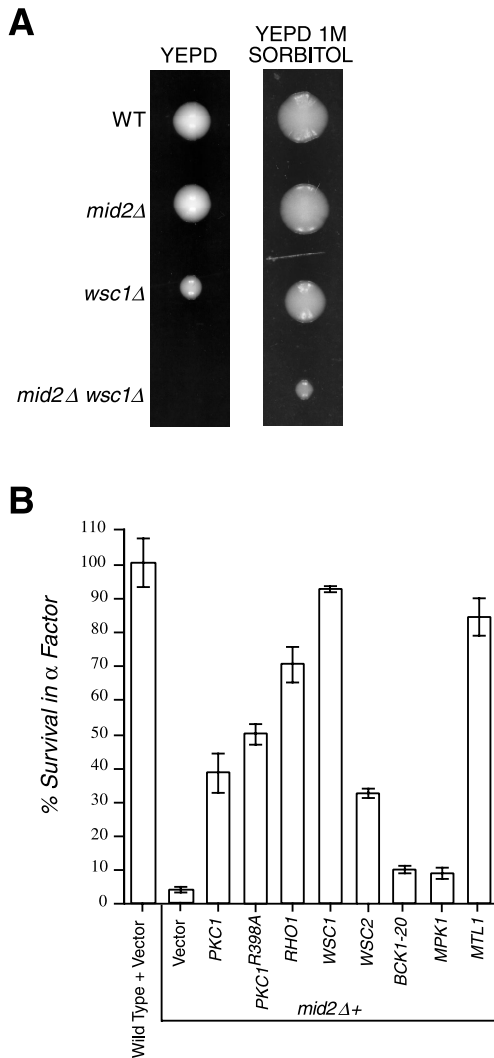 A
YEPD
YEPD 1M
SORBITOL
WT
mid2Δ
wsc1Δ
mid2Δ wsc1Δ
B
% Survival in α Factor
110
100
90
80
70
60
50
40
30
20
10
0
Wild Type + Vector
Vector
PKC1
PKC1R398A
RHO1
WSC1
WSC2
BCK1-20
MPK1
MTL1
mid2Δ+